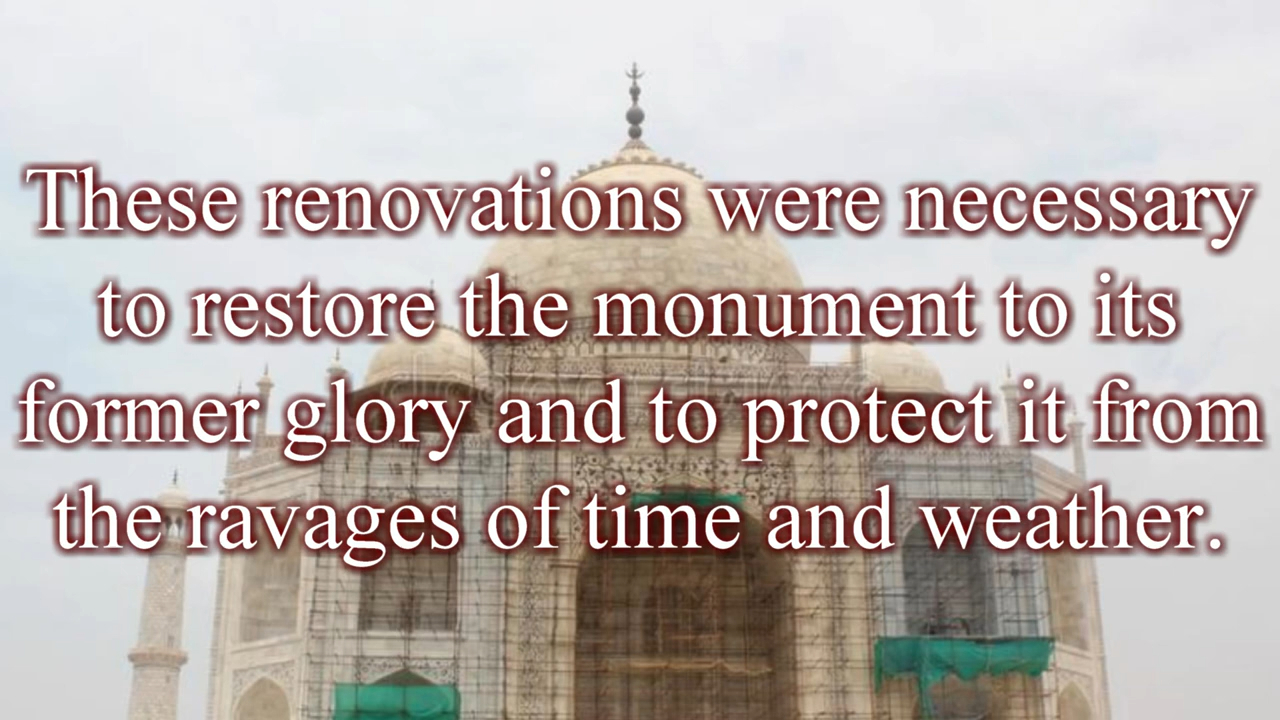 These renovations were necessary
to restore the monument to its
former glory and to protect it from
the ravages of time and weather.